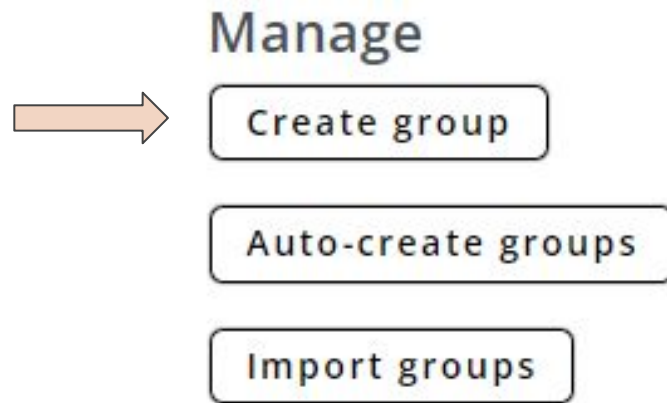 Manage
Create group
Auto-create groups
Import groups